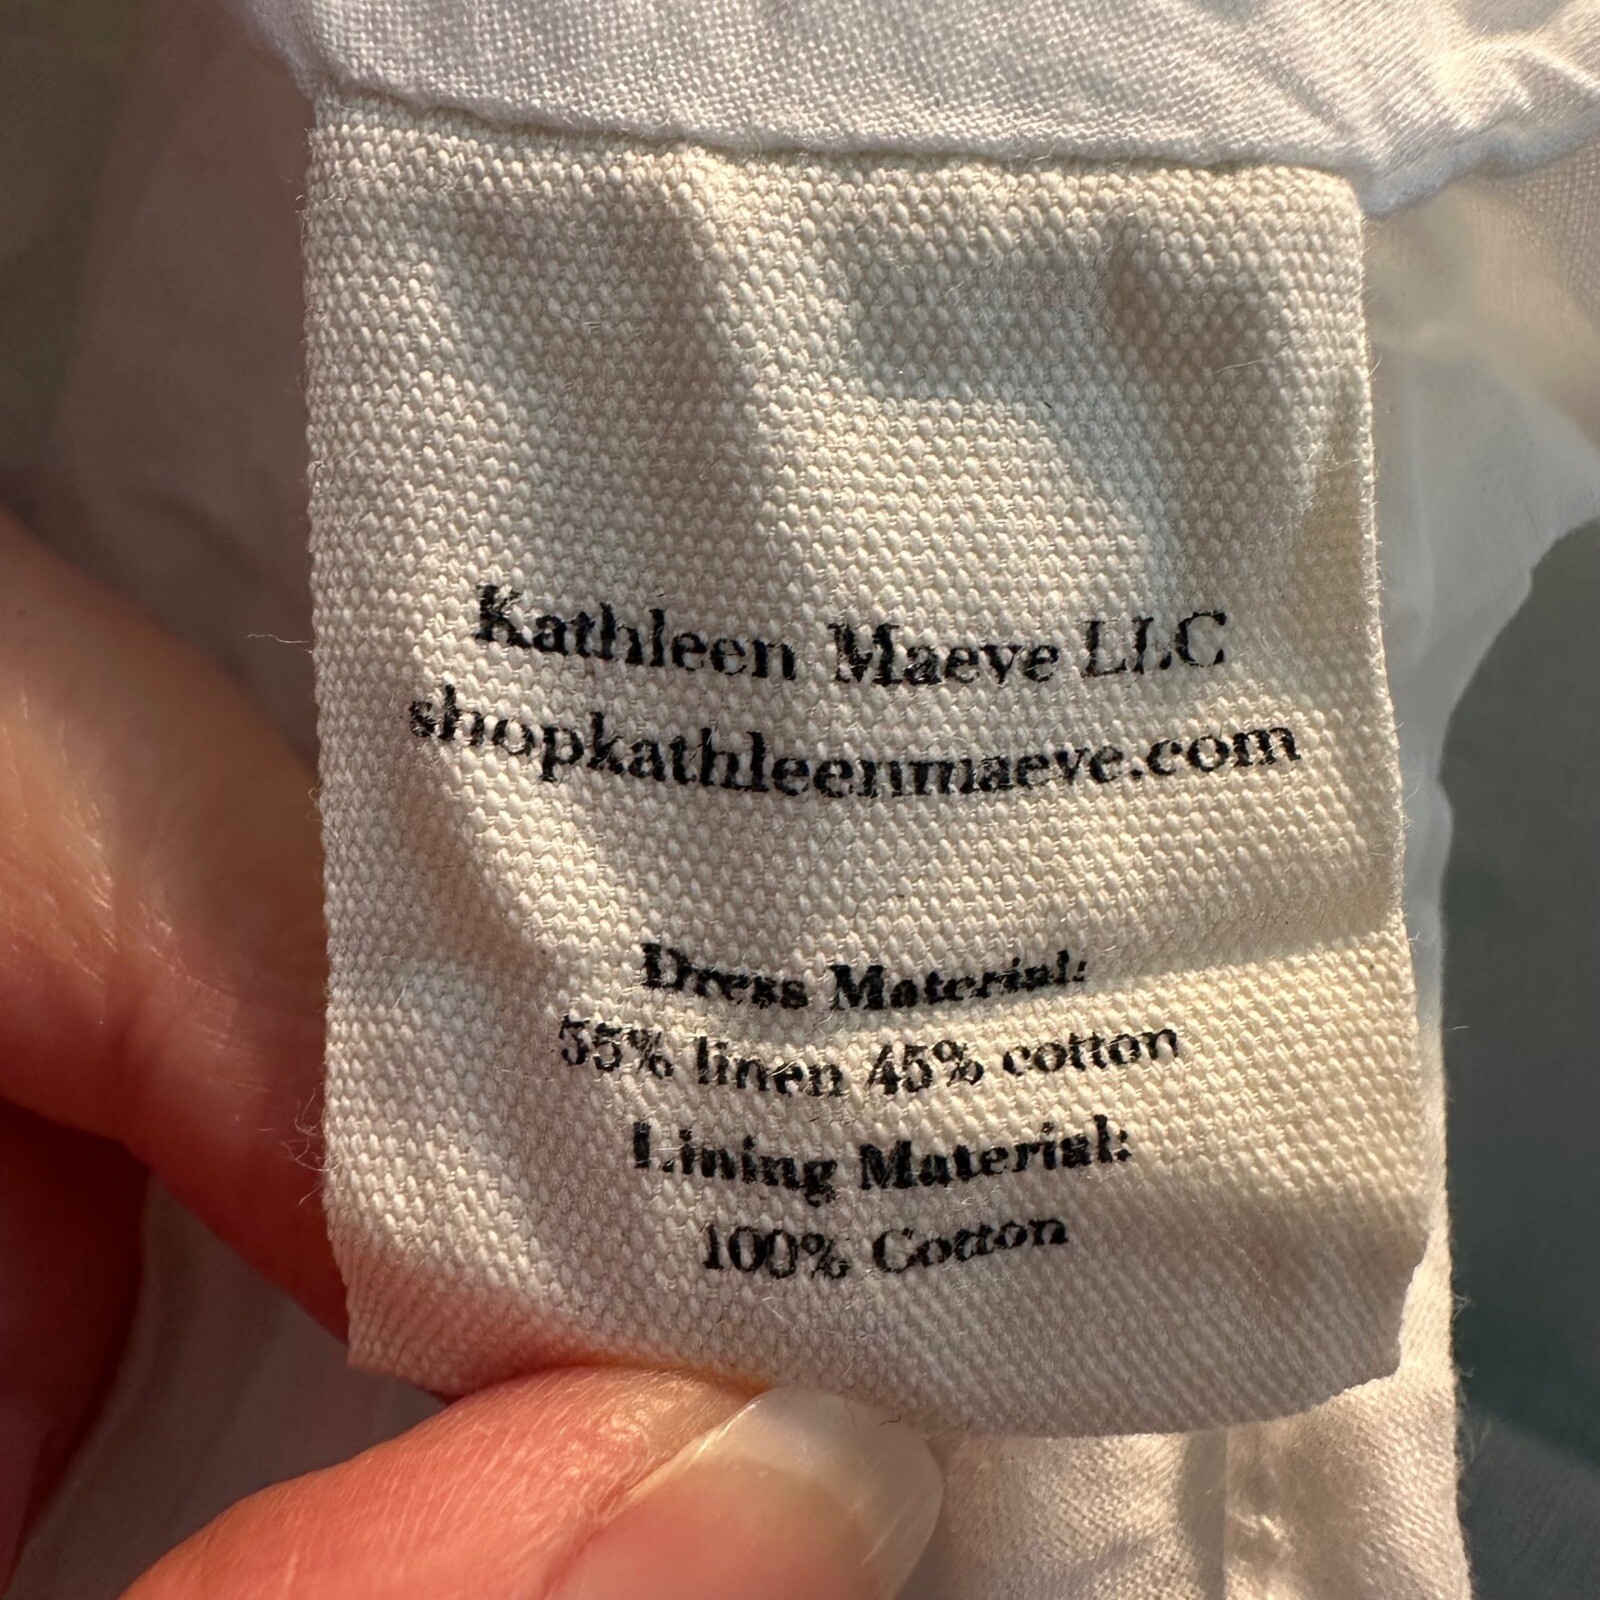 Kathleen Maeve LLC
shopkathleenmaeve.com
Dress Material:
55% linen 45% cotton
Lining Material:
100% Cotton